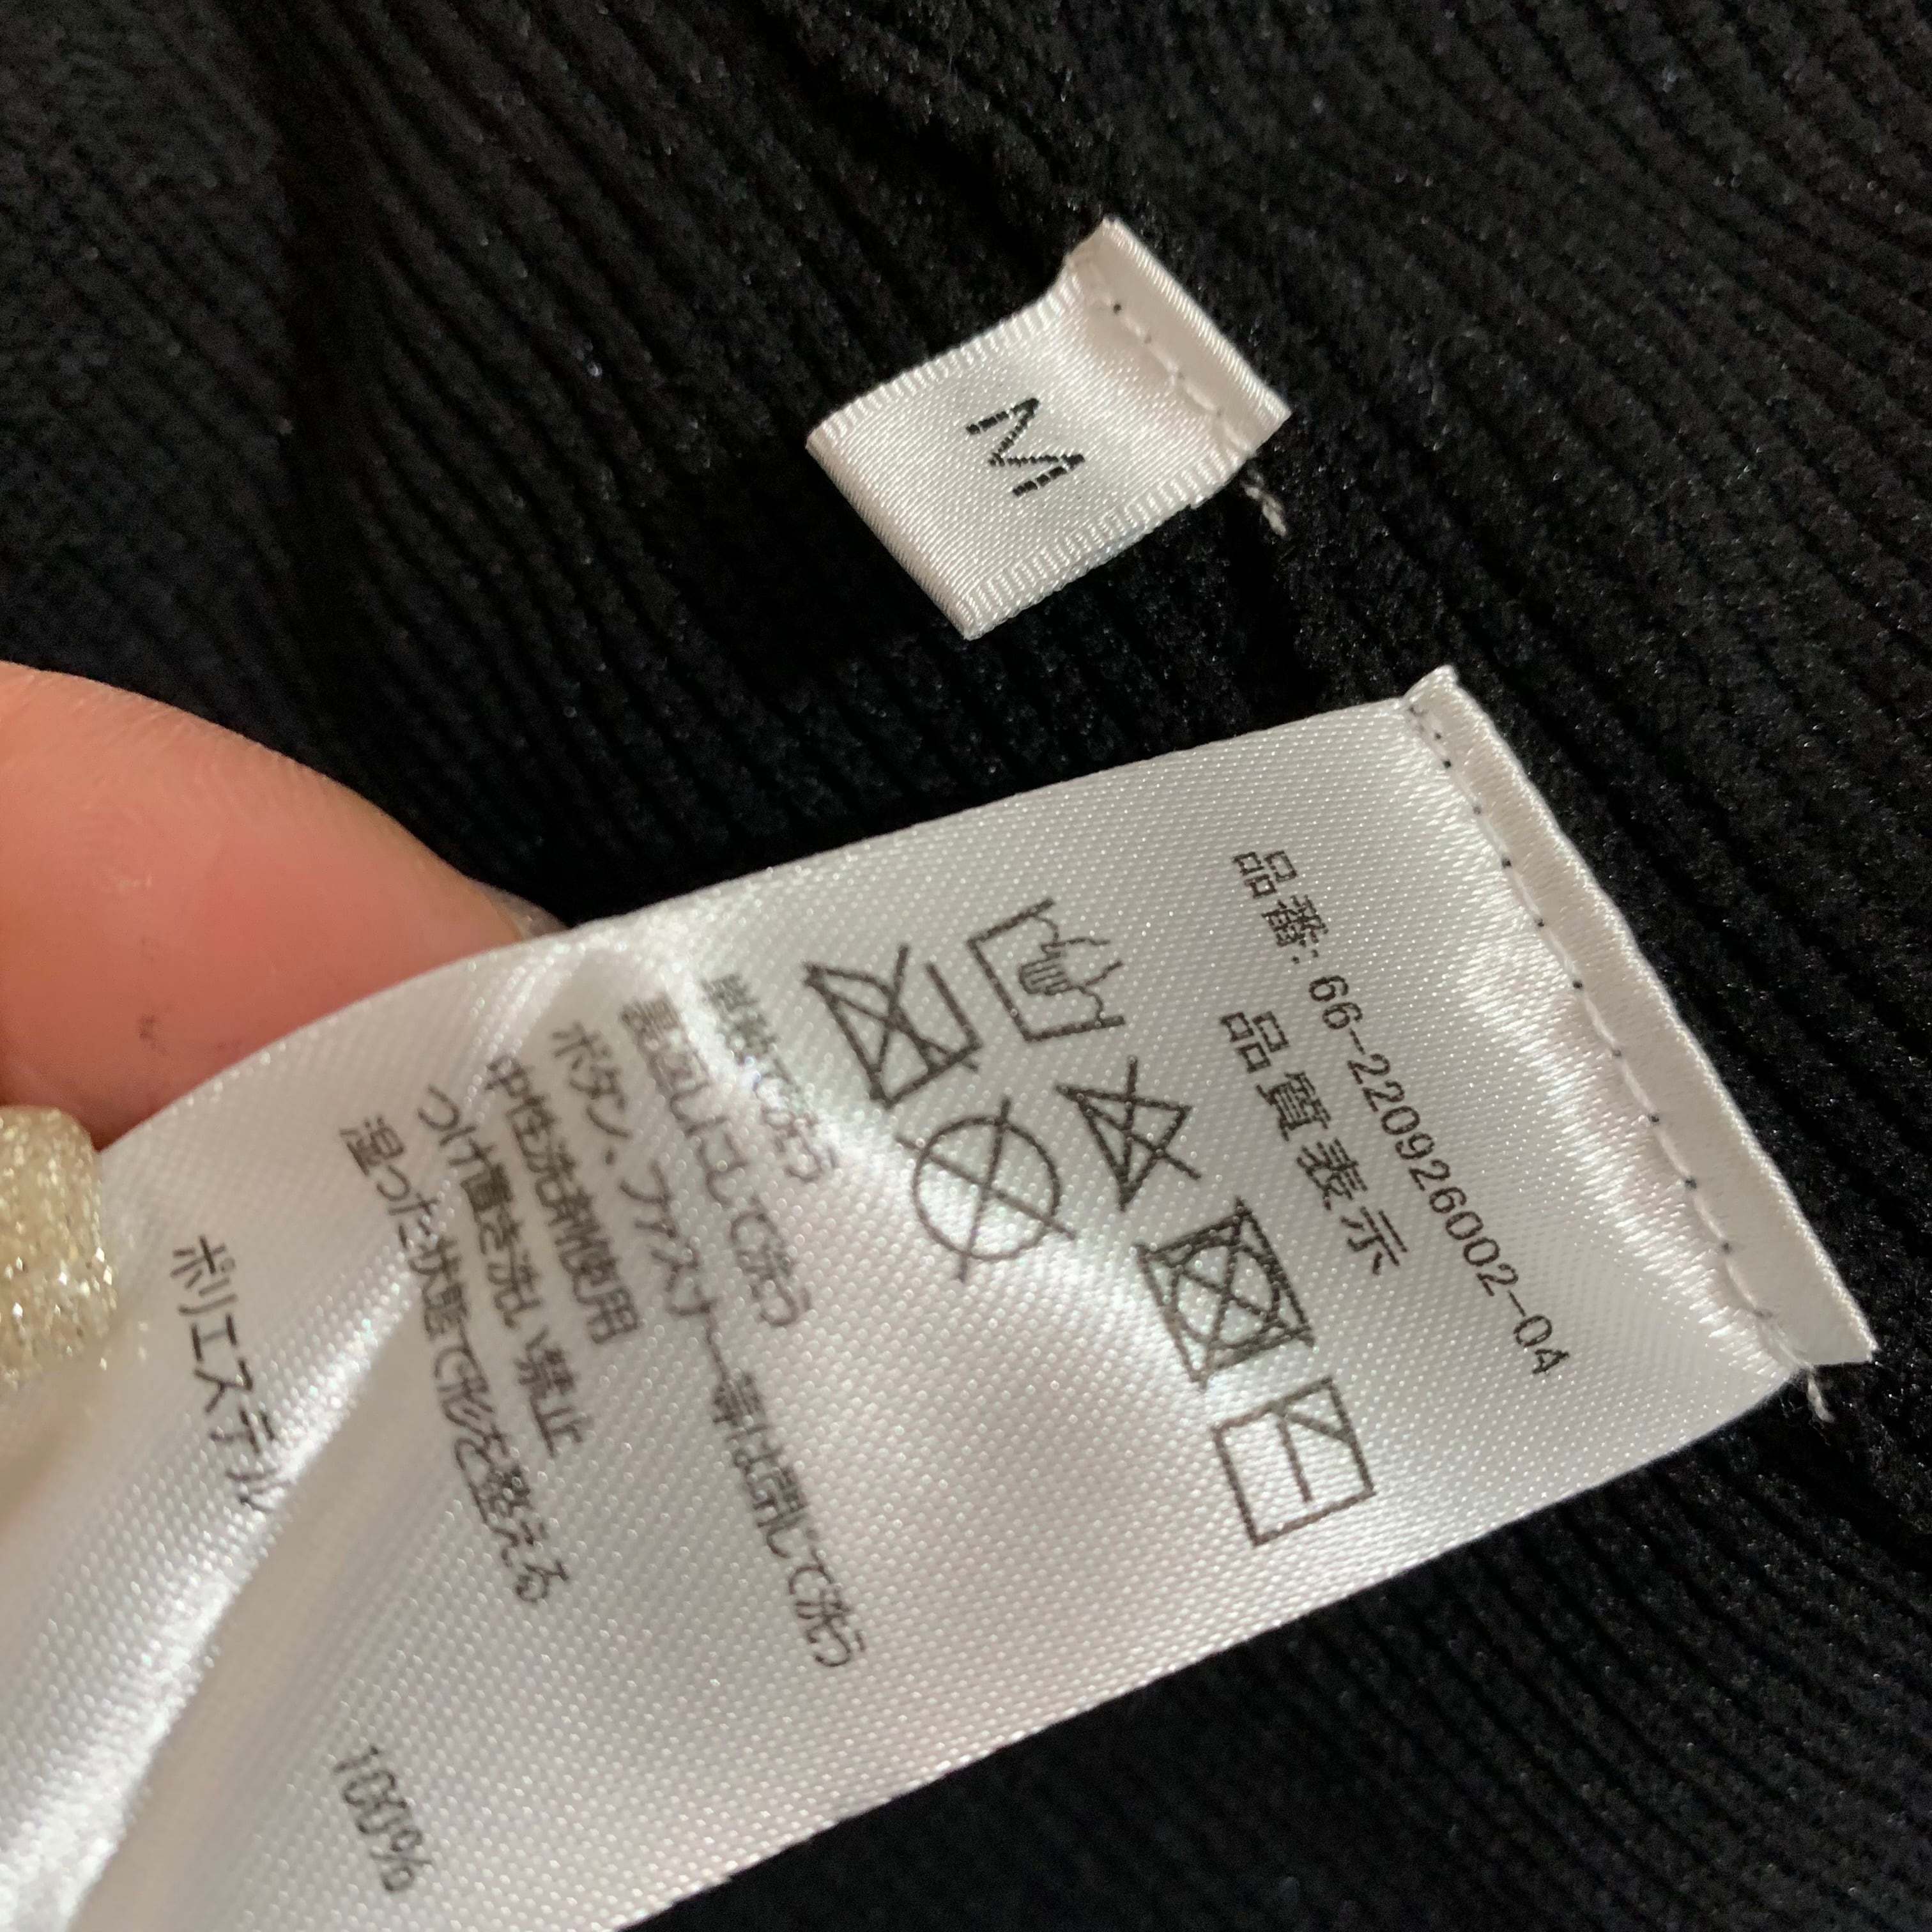 M
品番: 66-220926002-04
品質表示
単独で洗う
裏返しにして洗う
ボタン、ファスナー等は閉じて洗う
中性洗剤使用
つけ置き洗い禁止
湿った状態で形を整える
ポリエステル 100%